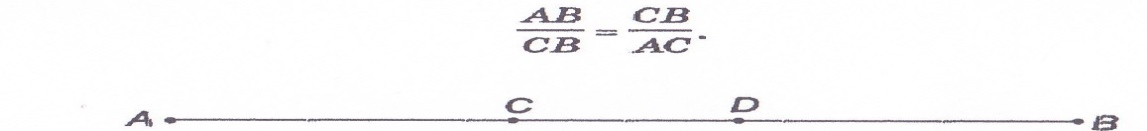 AB/CB = CB/AC.
A C D B